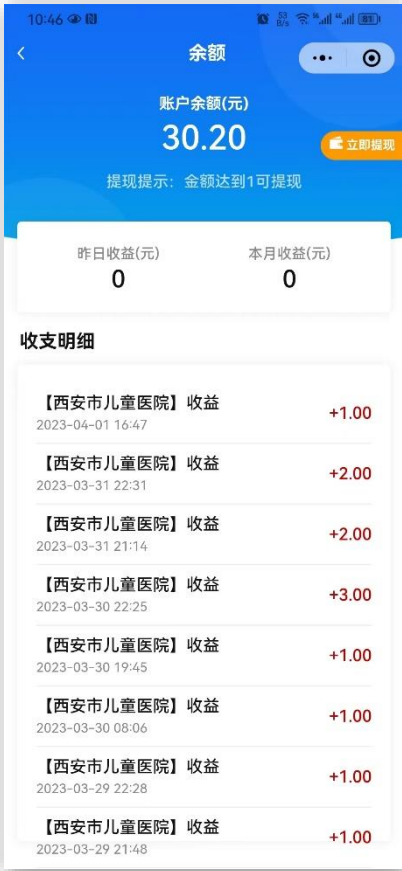 10:46
53
B/s
5G
4G
81
余额
账户余额(元)
30.20
立即提现
提现提示：金额达到1可提现
昨日收益(元)
本月收益(元)
0
0
收支明细
【西安市儿童医院】收益
+1.00
2023-04-01 16:47
【西安市儿童医院】收益
+2.00
2023-03-31 22:31
【西安市儿童医院】收益
+2.00
2023-03-31 21:14
【西安市儿童医院】收益
+3.00
2023-03-30 22:25
【西安市儿童医院】收益
+1.00
2023-03-30 19:45
【西安市儿童医院】收益
+1.00
2023-03-30 08:06
【西安市儿童医院】收益
+1.00
2023-03-29 22:28
【西安市儿童医院】收益
+1.00
2023-03-29 21:48